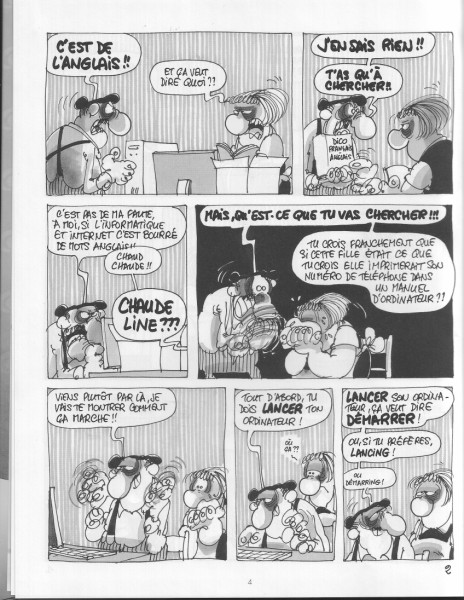 C'EST DE
L'ANGLAIS!!
ET ÇA VEUT
DIRE QUOI??
J'EN SAIS RIEN!!
T'AS QU'À
CHERCHER!!
DICO
FRANCAIS
ANGLAIS
C'EST PAS DE MA FAUTE,
À MOI, SI L'INFORMATIQUE
ET INTERNET C'EST BOURRÉ
DE MOTS ANGLAIS!!
CHAUD
CHAUDE!!
CHAUDE
LINE???
MAIS, QU'EST-CE QUE TU VAS CHERCHER!!!
TU CROIS FRANCHEMENT QUE
SI CETTE FILLE ÉTAIT CE QUE
TU CROIS ELLE IMPRIMERAIT SON
NUMÉRO DE TÉLÉPHONE DANS
UN MANUEL
D'ORDINATEUR??
VIENS PLUTÔT PAR LÀ, JE
VAIS TE MONTRER COMMENT
ÇA MARCHE!!
TOUT D'ABORD, TU
DOIS LANCER TON
ORDINATEUR!
OÙ
ÇA??
LANCER SON ORDINA-
TEUR, ÇA VEUT DIRE
DÉMARRER!
OU, SI TU PRÉFÈRES,
LANCING!
OU
DÉMARRING!
2
4